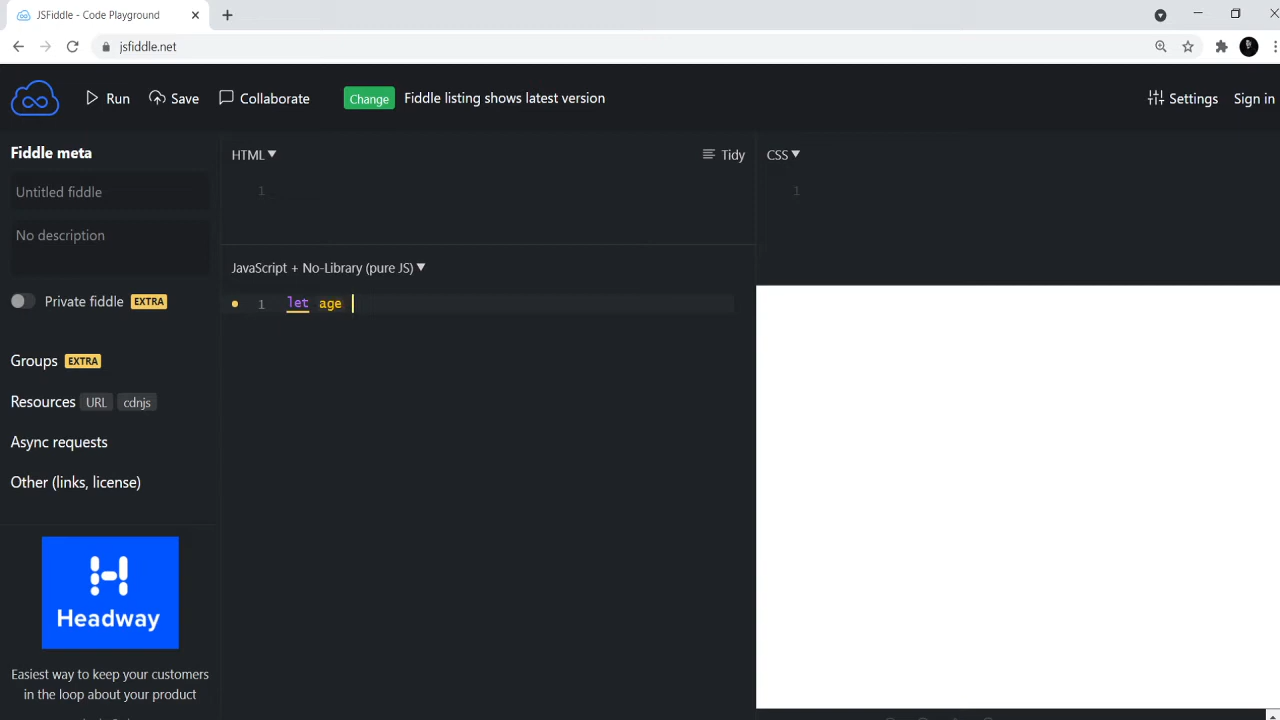 JSFiddle - Code Playground
jsfiddle.net
Run
Save
Collaborate
Change
Fiddle listing shows latest version
Settings
Sign in
Fiddle meta
Untitled fiddle
No description
Private fiddle EXTRA
Groups EXTRA
Resources URL cdnjs
Async requests
Other (links, license)
Headway
Easiest way to keep your customers
in the loop about your product
HTML
Tidy
1
CSS
1
JavaScript + No-Library (pure JS)
1 let age